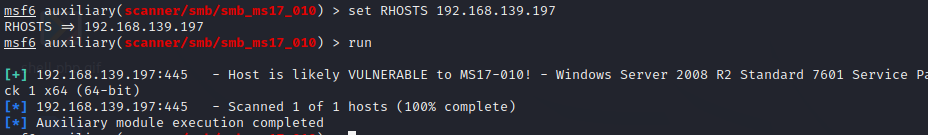 msf6 auxiliary(scanner/smb/smb_ms17_010) > set RHOSTS 192.168.139.197
RHOSTS => 192.168.139.197
msf6 auxiliary(scanner/smb/smb_ms17_010) > run
[+] 192.168.139.197:445 - Host is likely VULNERABLE to MS17-010! - Windows Server 2008 R2 Standard 7601 Service Pa
ck 1 x64 (64-bit)
[*] 192.168.139.197:445 - Scanned 1 of 1 hosts (100% complete)
[*] Auxiliary module execution completed